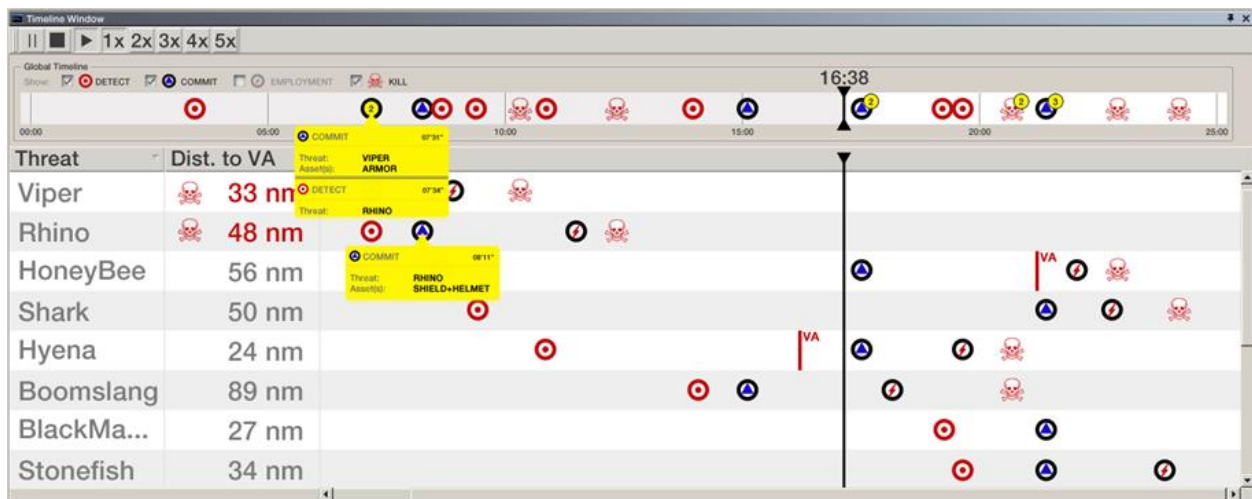 Timeline Window
1x 2x 3x 4x 5x
Global Timeline
Show: DETECT COMMIT EMPLOYMENT KILL
16:38
2 2 2 3
00:00 05:00 10:00 15:00 20:00 25:00
COMMIT 07'31"
Threat: VIPER
Asset(s): ARMOR
DETECT 07'34"
Threat: RHINO
Threat Dist. to VA
Viper 33 nm
Rhino 48 nm
COMMIT 08'11"
Threat: RHINO
Asset(s): SHIELD+HELMET
HoneyBee 56 nm VA
Shark 50 nm
Hyena 24 nm VA
Boomslang 89 nm
BlackMa... 27 nm
Stonefish 34 nm